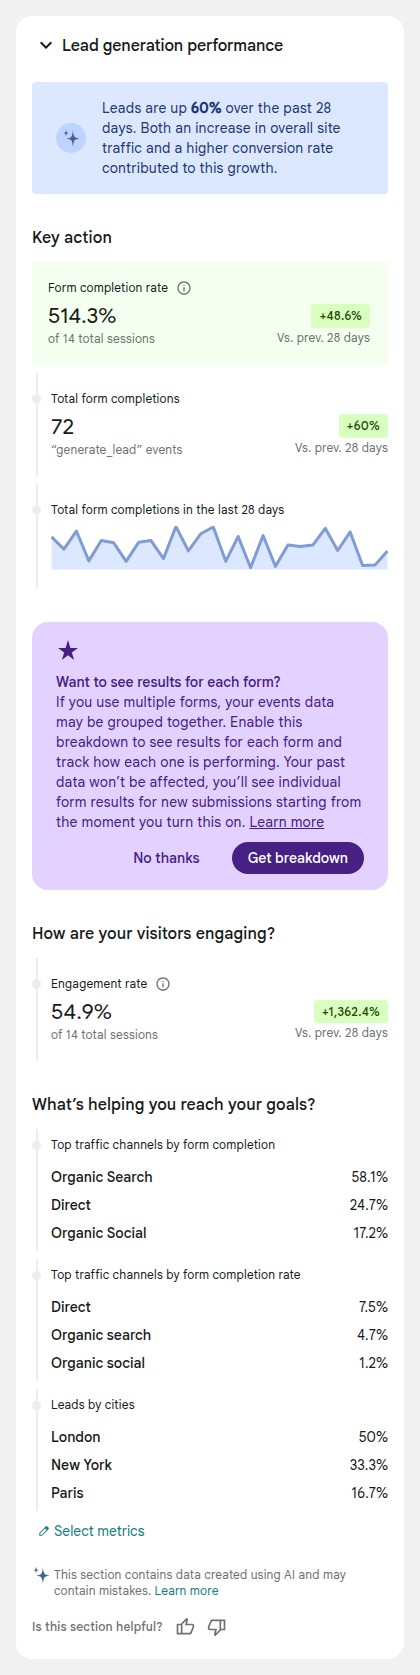 Lead generation performance
Leads are up 60% over the past 28
days. Both an increase in overall site
traffic and a higher conversion rate
contributed to this growth.
Key action
Form completion rate
514.3%
+48.6%
of 14 total sessions
Vs. prev. 28 days
Total form completions
72
+60%
“generate_lead” events
Vs. prev. 28 days
Total form completions in the last 28 days
Want to see results for each form?
If you use multiple forms, your events data
may be grouped together. Enable this
breakdown to see results for each form and
track how each one is performing. Your past
data won’t be affected, you’ll see individual
form results for new submissions starting from
the moment you turn this on. Learn more
No thanks
Get breakdown
How are your visitors engaging?
Engagement rate
54.9%
+1,362.4%
of 14 total sessions
Vs. prev. 28 days
What’s helping you reach your goals?
Top traffic channels by form completion
Organic Search 58.1%
Direct 24.7%
Organic Social 17.2%
Top traffic channels by form completion rate
Direct 7.5%
Organic search 4.7%
Organic social 1.2%
Leads by cities
London 50%
New York 33.3%
Paris 16.7%
Select metrics
This section contains data created using AI and may
contain mistakes. Learn more
Is this section helpful?